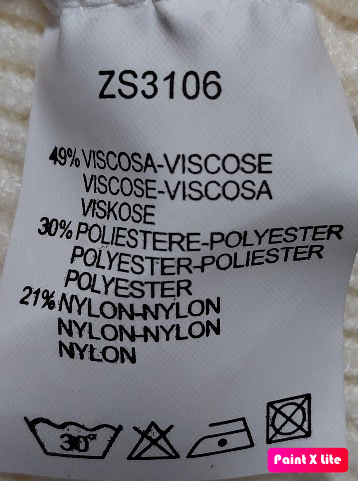 ZS3106
49% VISCOSA-VISCOSE
VISCOSE-VISCOSA
VISKOSE
30% POLIESTERE-POLYESTER
POLYESTER-POLIESTER
POLYESTER
21% NYLON-NYLON
NYLON-NYLON
NYLON
30°
Paint X Lite